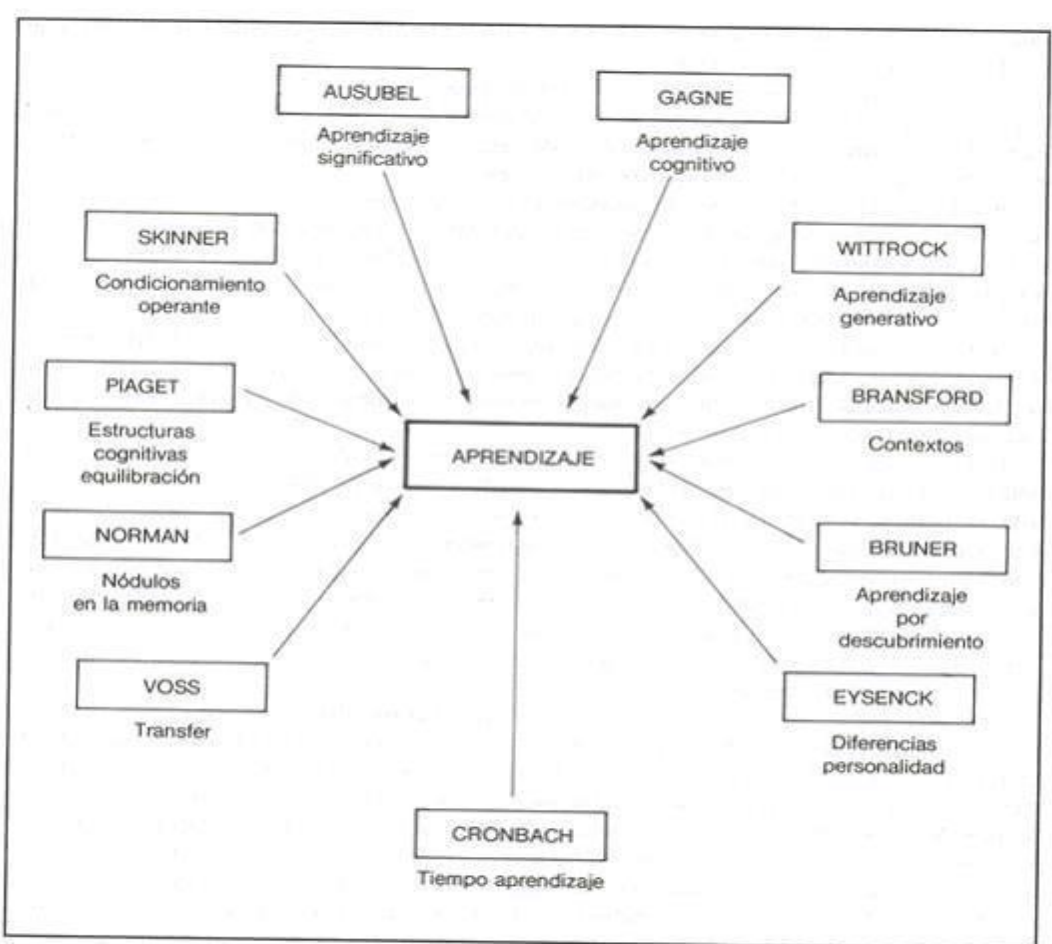 AUSUBEL
Aprendizaje
significativo
GAGNE
Aprendizaje
cognitivo
SKINNER
Condicionamiento
operante
WITTROCK
Aprendizaje
generativo
PIAGET
Estructuras
cognitivas
equilibración
BRANSFORD
Contextos
APRENDIZAJE
NORMAN
Nódulos
en la memoria
BRUNER
Aprendizaje
por
descubrimiento
VOSS
Transfer
EYSENCK
Diferencias
personalidad
CRONBACH
Tiempo aprendizaje